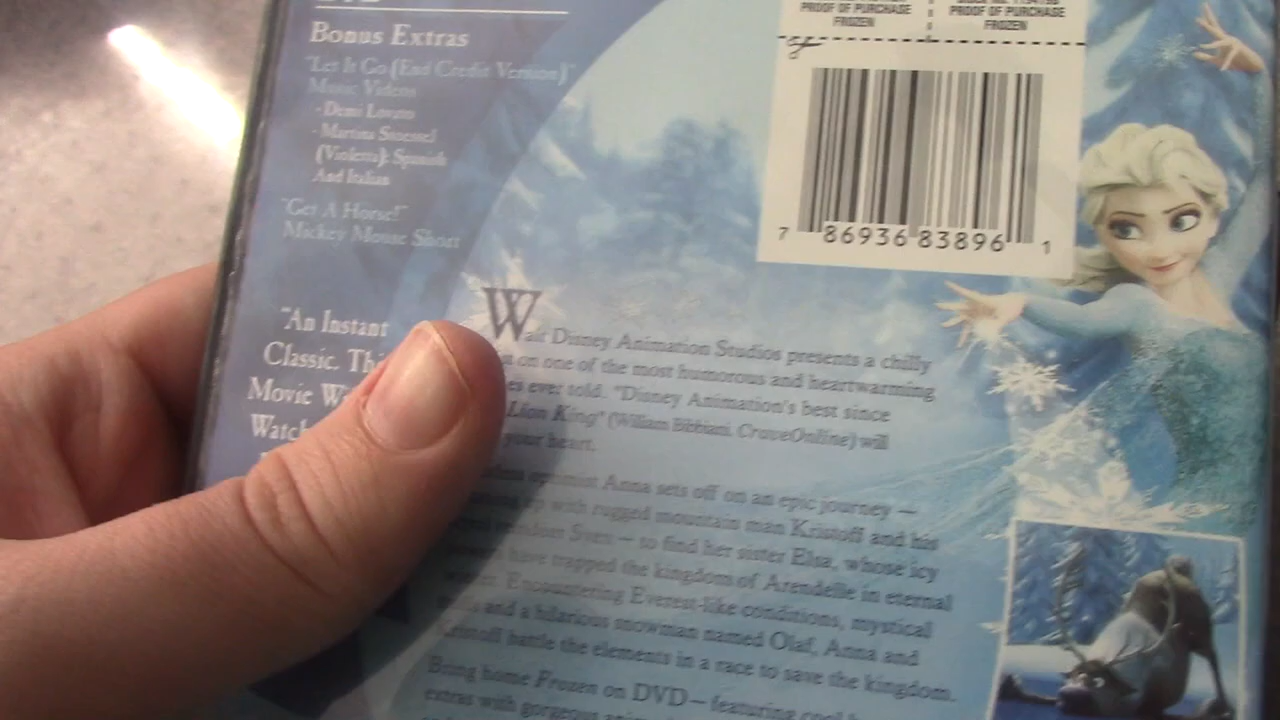 Bonus Extras
"Let It Go (End Credit Version)"
Music Videos
- Demi Lovato
- Martina Stoessel
(Violetta): Spanish
And Italian
"Get A Horse!"
Mickey Mouse Short
"An Instant
Classic.
Movie
PROOF OF PURCHASE
FROZEN
PROOF OF PURCHASE
FROZEN
7 86936 83896 1
Walt Disney Animation Studios presents a chilly
on one of the most humorous and heartwarming
ever told. "Disney Animation's best since
Lion King" (William Bibbiani, CraveOnline) will
your heart.
optimist Anna sets off on an epic journey —
with rugged mountain man Kristoff and his
Sven — to find her sister Elsa, whose icy
have trapped the kingdom of Arendelle in eternal
Encountering Everest-like conditions, mystical
and a hilarious snowman named Olaf, Anna and
battle the elements in a race to save the kingdom.
Bring home Frozen on DVD — featuring cool
extras with gorgeous